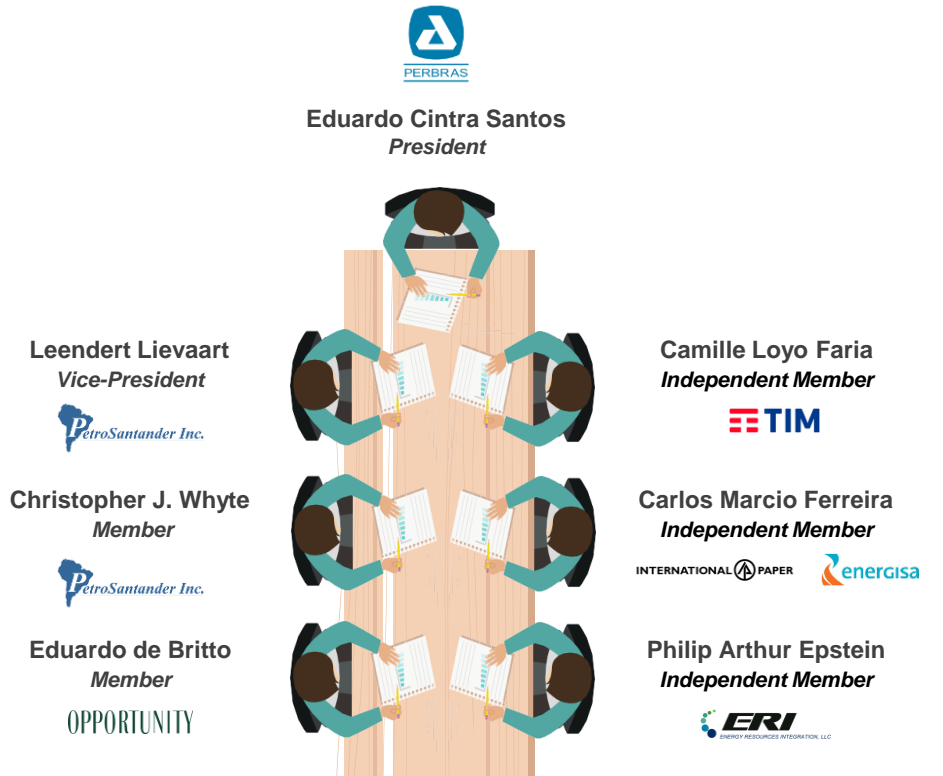 PERBRAS
Eduardo Cintra Santos
President
Leendert Lievaart
Vice-President
PetroSantander Inc.
Christopher J. Whyte
Member
PetroSantander Inc.
Eduardo de Britto
Member
OPPORTUNITY
Camille Loyo Faria
Independent Member
TIM
Carlos Marcio Ferreira
Independent Member
INTERNATIONAL PAPER energisa
Philip Arthur Epstein
Independent Member
ERI
ENERGY RESOURCES INTEGRATION, LLC